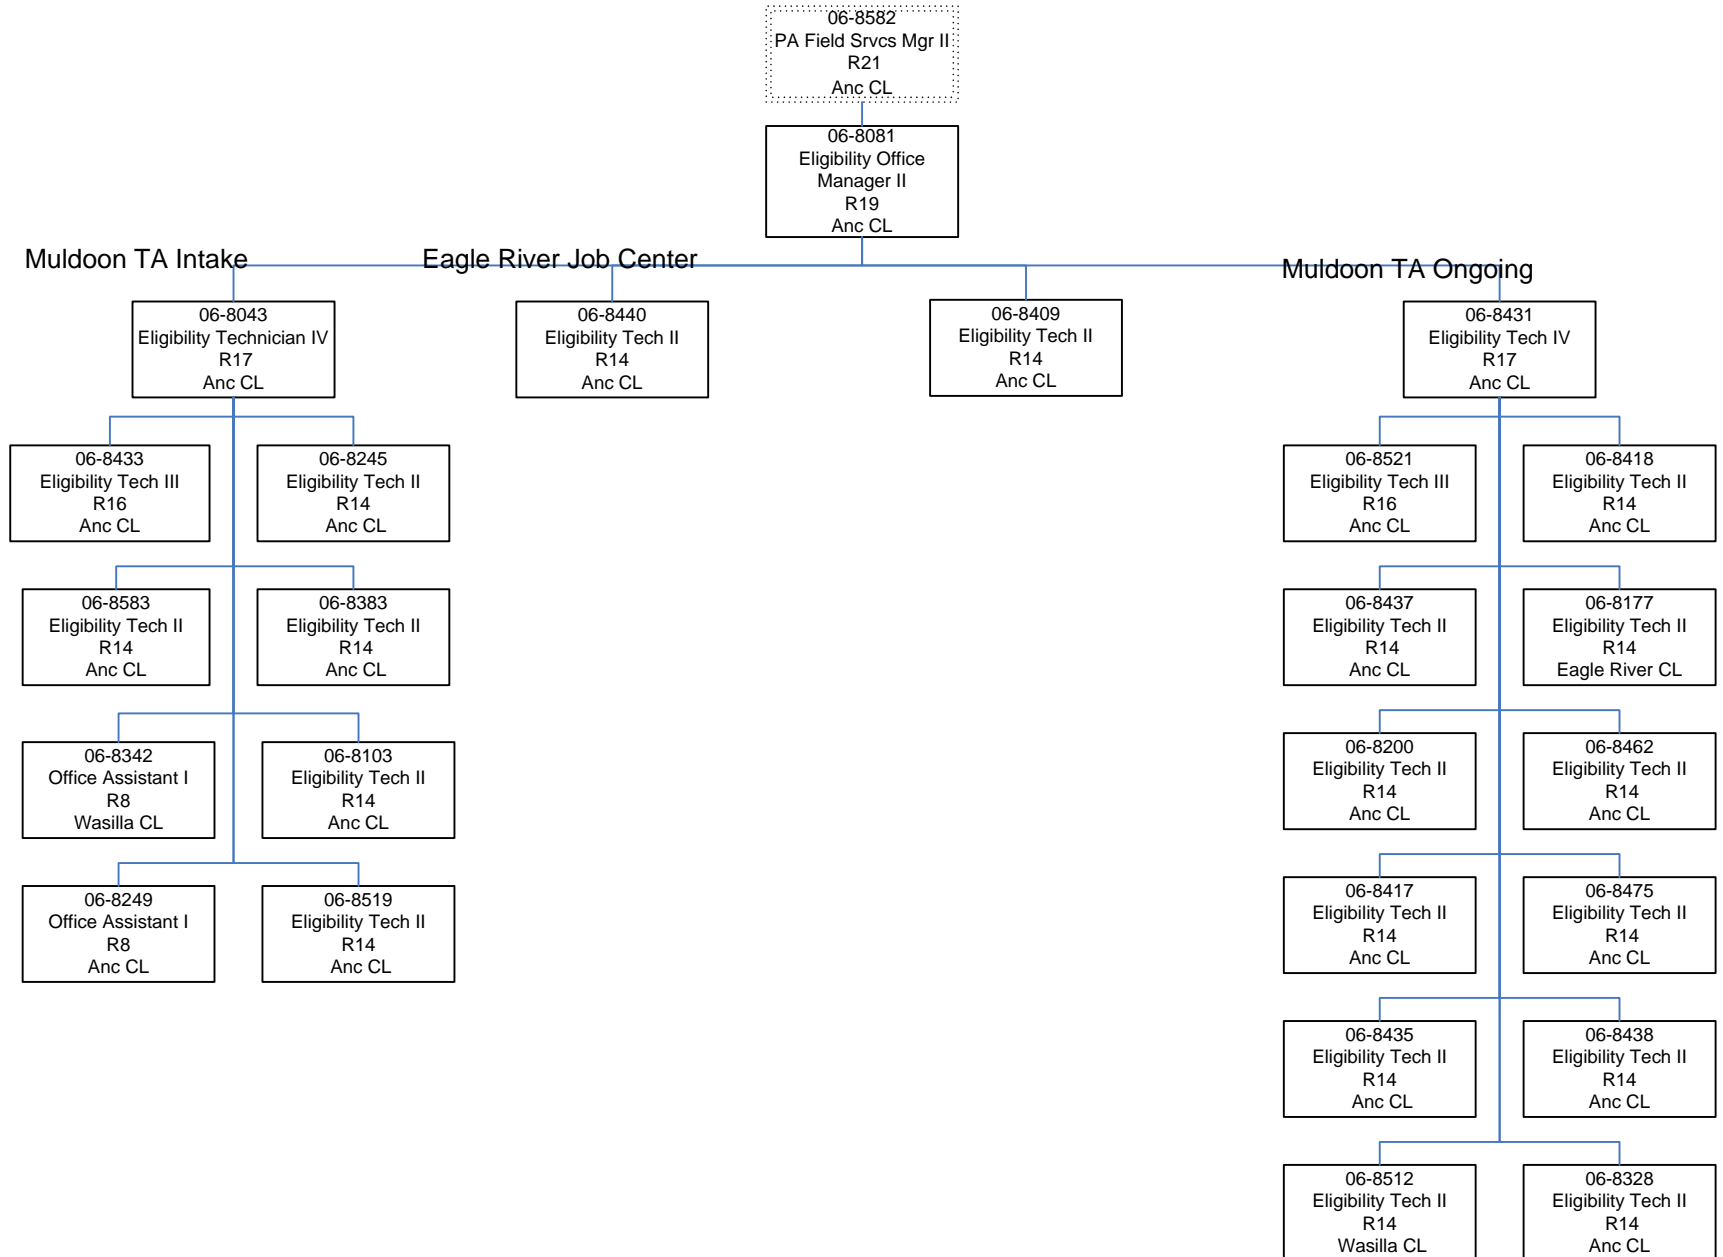 06-8582
PA Field Srvcs Mgr II
R21
Anc CL
06-8081
Eligibility Office
Manager II
R19
Anc CL
Muldoon TA Intake
Eagle River Job Center
Muldoon TA Ongoing
06-8043
Eligibility Technician IV
R17
Anc CL
06-8440
Eligibility Tech II
R14
Anc CL
06-8409
Eligibility Tech II
R14
Anc CL
06-8431
Eligibility Tech IV
R17
Anc CL
06-8433
Eligibility Tech III
R16
Anc CL
06-8245
Eligibility Tech II
R14
Anc CL
06-8521
Eligibility Tech III
R16
Anc CL
06-8418
Eligibility Tech II
R14
Anc CL
06-8583
Eligibility Tech II
R14
Anc CL
06-8383
Eligibility Tech II
R14
Anc CL
06-8437
Eligibility Tech II
R14
Anc CL
06-8177
Eligibility Tech II
R14
Eagle River CL
06-8342
Office Assistant I
R8
Wasilla CL
06-8103
Eligibility Tech II
R14
Anc CL
06-8200
Eligibility Tech II
R14
Anc CL
06-8462
Eligibility Tech II
R14
Anc CL
06-8249
Office Assistant I
R8
Anc CL
06-8519
Eligibility Tech II
R14
Anc CL
06-8417
Eligibility Tech II
R14
Anc CL
06-8475
Eligibility Tech II
R14
Anc CL
06-8435
Eligibility Tech II
R14
Anc CL
06-8438
Eligibility Tech II
R14
Anc CL
06-8512
Eligibility Tech II
R14
Wasilla CL
06-8328
Eligibility Tech II
R14
Anc CL